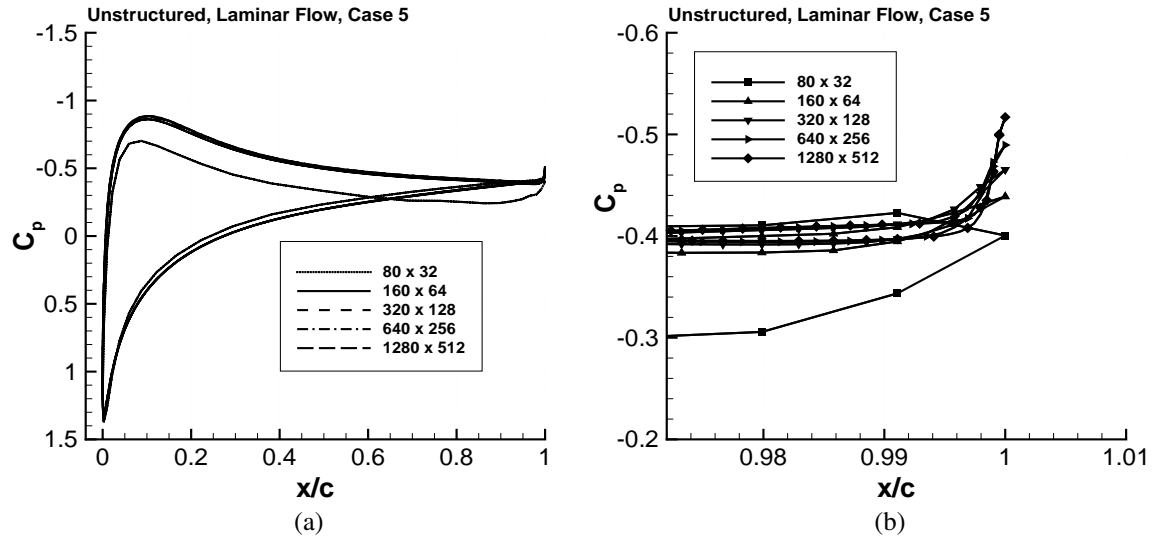 Unstructured, Laminar Flow, Case 5
-1.5
-1
-0.5
0
0.5
1
1.5
Cp
80 x 32
160 x 64
320 x 128
640 x 256
1280 x 512
0
0.2
0.4
0.6
0.8
1
x/c
(a)
Unstructured, Laminar Flow, Case 5
-0.6
-0.5
-0.4
-0.3
-0.2
Cp
80 x 32
160 x 64
320 x 128
640 x 256
1280 x 512
0.98
0.99
1
1.01
x/c
(b)